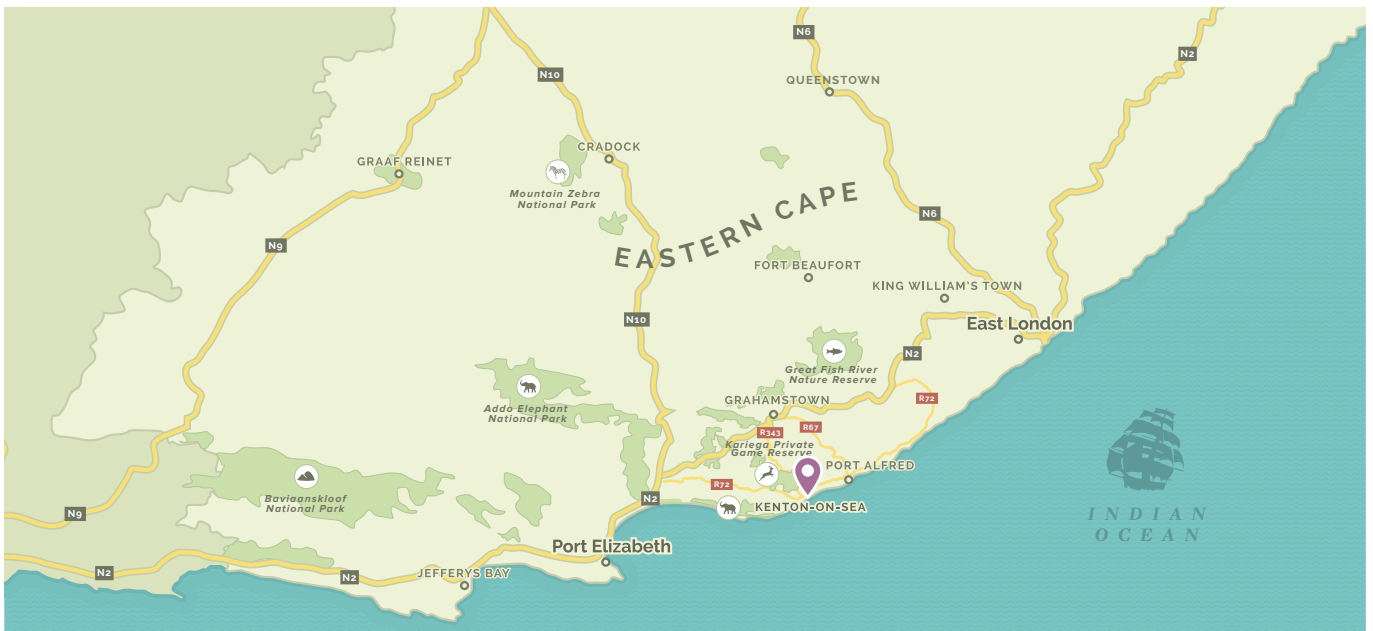 N6
N2
N10
QUEENSTOWN
CRADOCK
GRAAF REINET
Mountain Zebra
National Park
EASTERN CAPE
N6
N9
FORT BEAUFORT
KING WILLIAM'S TOWN
N10
East London
N2
Great Fish River
Nature Reserve
GRAHAMSTOWN
R72
Addo Elephant
National Park
R343
R67
Kariega Private
Game Reserve
PORT ALFRED
R72
N2
KENTON-ON-SEA
Baviaanskloof
National Park
N9
INDIAN
OCEAN
Port Elizabeth
N2
N2
JEFFERYS BAY